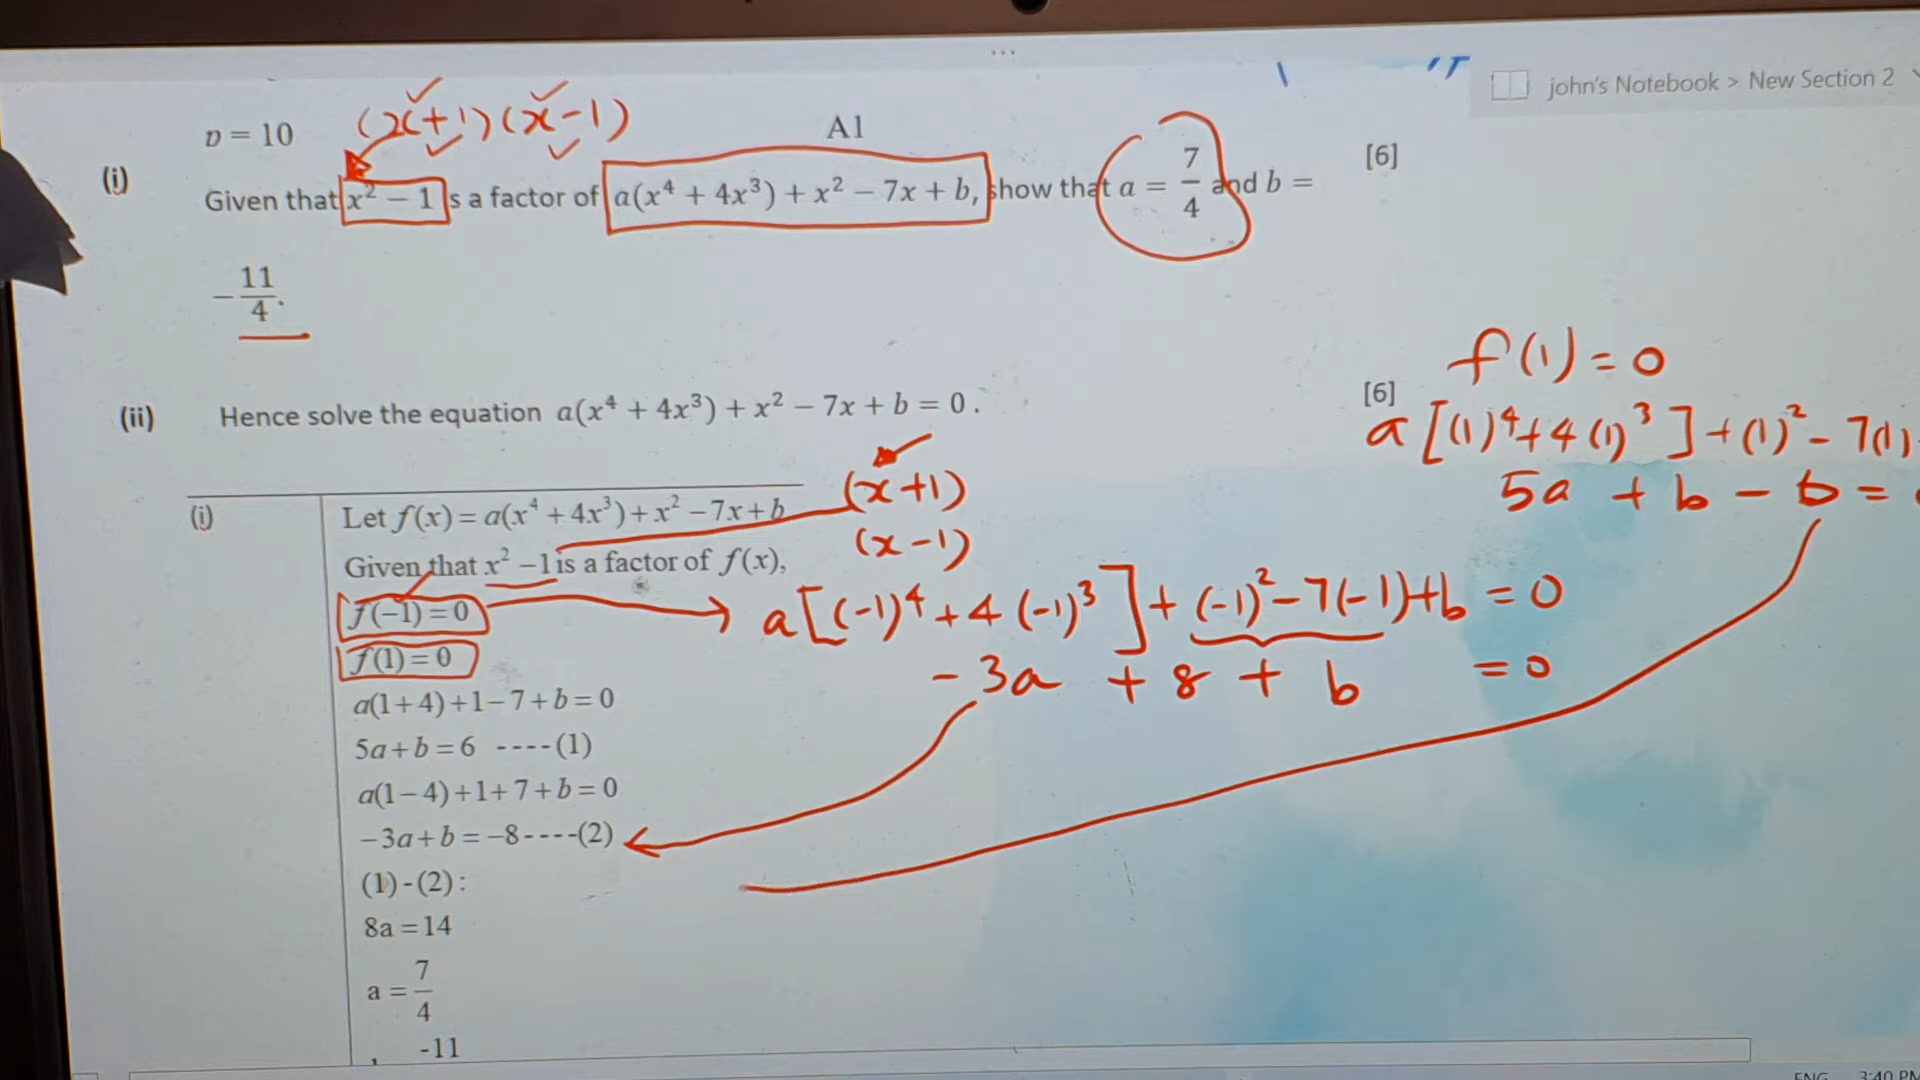 john's Notebook > New Section 2
(x+1)(x-1)
p = 10
A1
[6]
(i) Given that x² − 1 is a factor of a(x⁴ + 4x³) + x² − 7x + b, show that a = 7/4 and b =
−11/4.
f(1) = 0
[6]
(ii) Hence solve the equation a(x⁴ + 4x³) + x² − 7x + b = 0.
a[(1)⁴+4(1)³]+(1)²-7(1)
5a + b - 6 =
(x+1)
(x-1)
(i) Let f(x) = a(x⁴ + 4x³) + x² − 7x + b
Given that x² − 1 is a factor of f(x),
f(−1) = 0
a[(-1)⁴+4(-1)³]+(-1)²-7(-1)+b = 0
f(1) = 0
-3a + 8 + b = 0
a(1+4)+1−7+b = 0
5a+b = 6 ----(1)
a(1−4)+1+7+b = 0
−3a+b = −8----(2)
(1)-(2):
8a = 14
a = 7/4
-11
ENG 3:40 PM